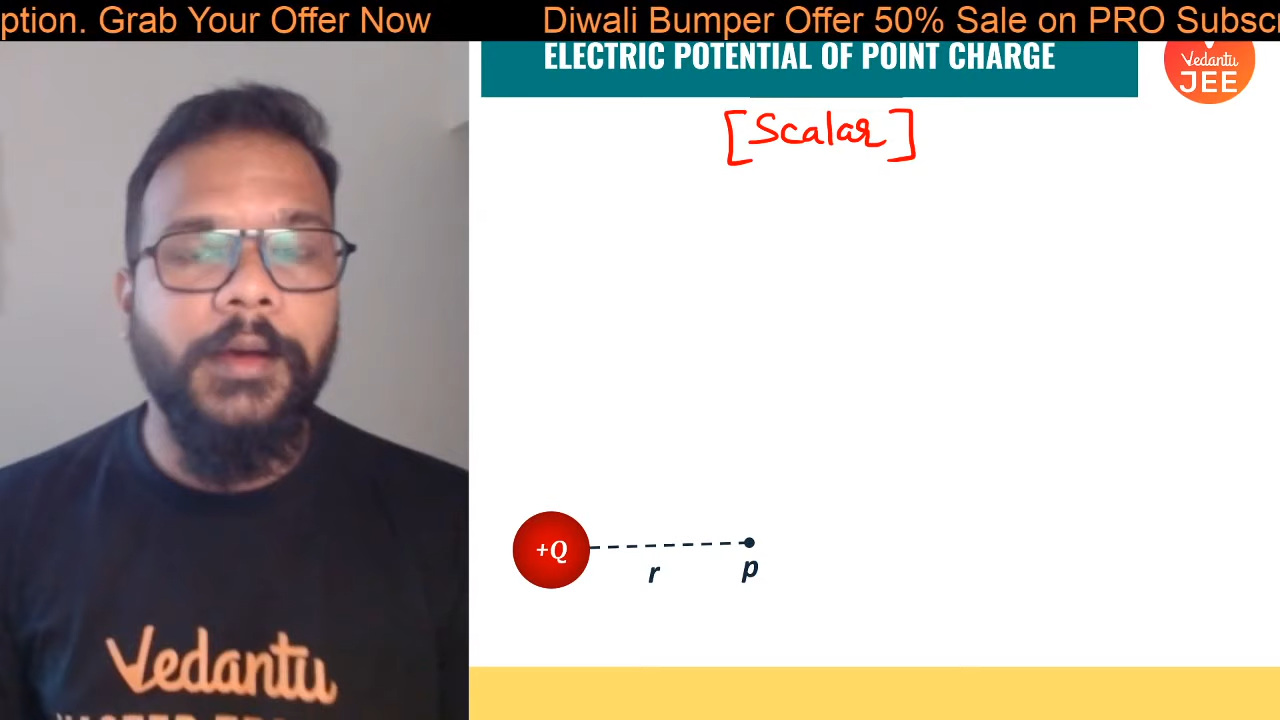 ption. Grab Your Offer Now Diwali Bumper Offer 50% Sale on PRO Subsc
ELECTRIC POTENTIAL OF POINT CHARGE
Vedantu
JEE
[Scalar]
+Q
r
p
Vedantu